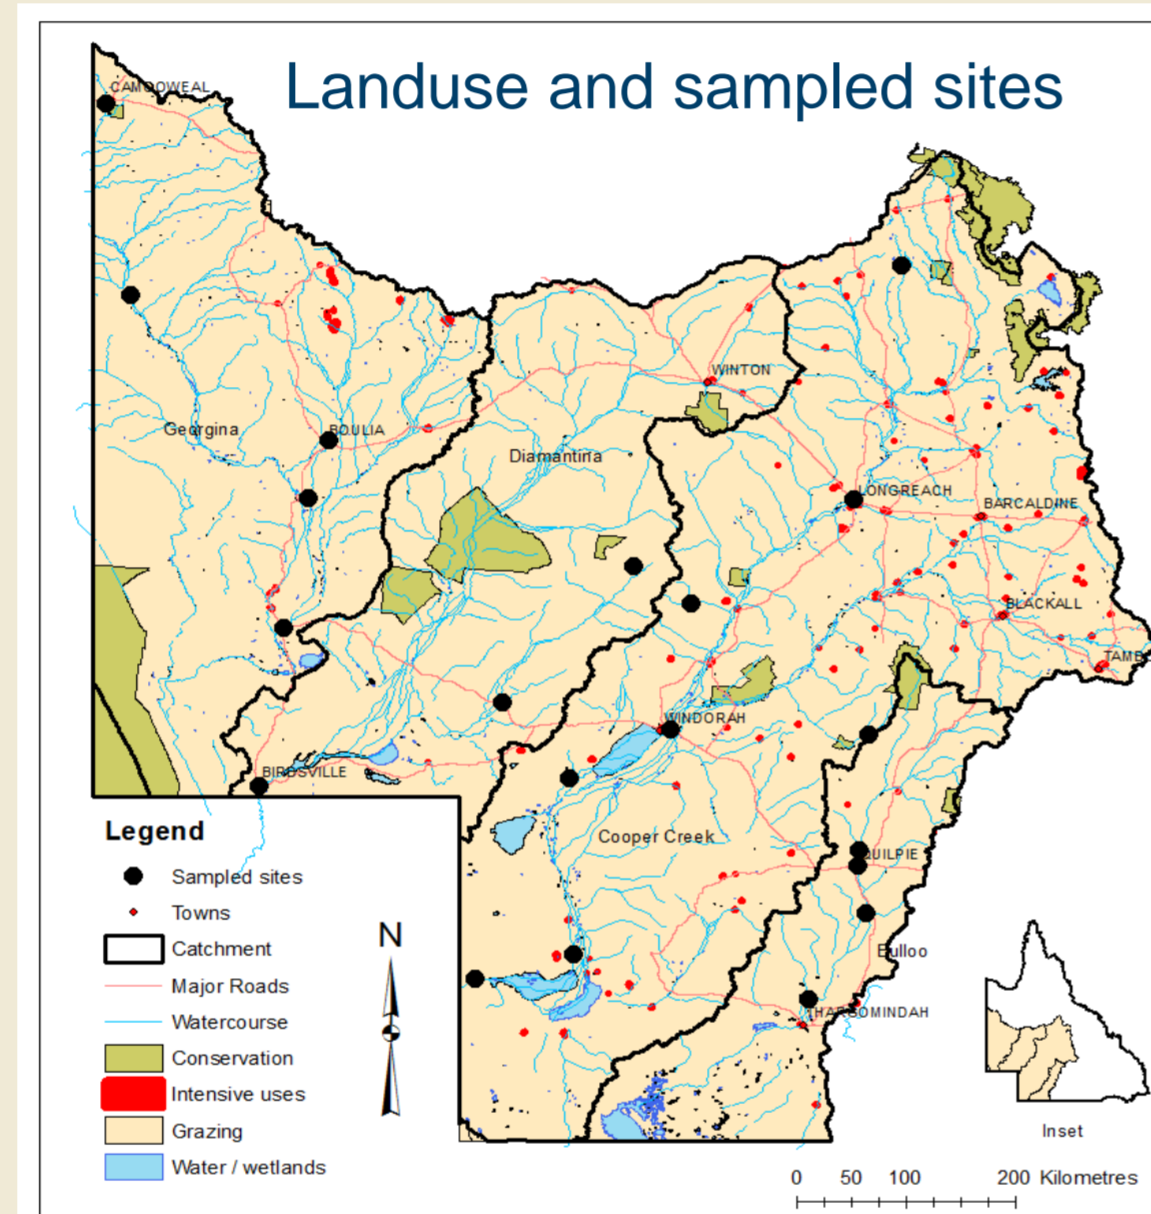 Landuse and sampled sites
CAMOOWEAL
WINTON
Georgina
BOULIA
Diamantina
LONGREACH
BARCALDINE
BLACKALL
TAMB
WINDORAH
BIRDSVILLE
Cooper Creek
QUILPIE
Bulloo
THARGOMINDAH
Legend
Sampled sites
Towns
Catchment
Major Roads
Watercourse
Conservation
Intensive uses
Grazing
Water / wetlands
N
Inset
0 50 100 200 Kilometres